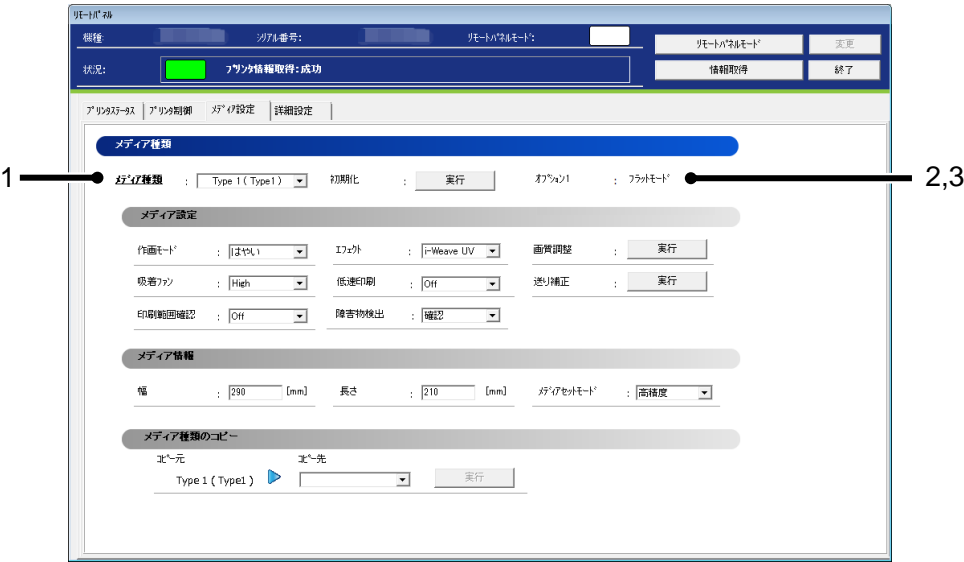 ﾘﾓｰﾄﾊﾟﾈﾙ
機種: ｼﾘｱﾙ番号: ﾘﾓｰﾄﾊﾟﾈﾙﾓｰﾄﾞ: ﾘﾓｰﾄﾊﾟﾈﾙﾓｰﾄﾞ 変更
状況: ﾌﾟﾘﾝﾀ情報取得:成功 情報取得 終了
ﾌﾟﾘﾝﾀｽﾃｰﾀｽ ﾌﾟﾘﾝﾀ制御 ﾒﾃﾞｨｱ設定 詳細設定
メディア種類
1 ﾒﾃﾞｨｱ種類 : Type 1 ( Type1 ) 初期化 : 実行 ｵﾌﾟｼｮﾝ1 : ﾌﾗｯﾄﾓｰﾄﾞ 2,3
メディア設定
作画ﾓｰﾄﾞ : はやい ｴﾌｪｸﾄ : i-Weave UV 画質調整 : 実行
吸着ﾌｧﾝ : High 低速印刷 : Off 送り補正 : 実行
印刷範囲確認 : Off 障害物検出 : 確認
メディア情報
幅 : 290 [mm] 長さ : 210 [mm] ﾒﾃﾞｨｱｾｯﾄﾓｰﾄﾞ : 高精度
メディア種類のコピー
ｺﾋﾟｰ元 ｺﾋﾟｰ先
Type 1 ( Type1 ) 実行